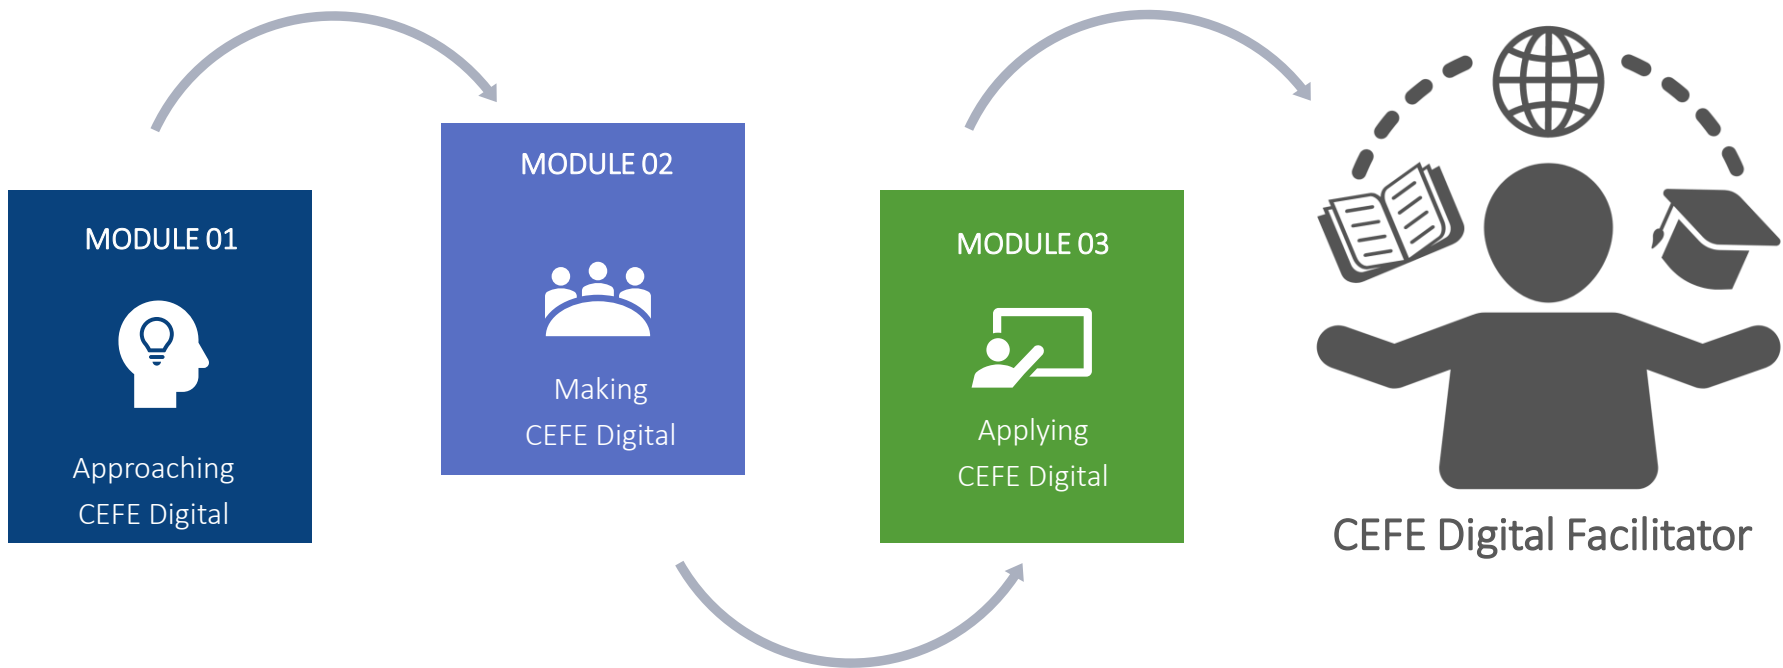 MODULE 01
Approaching
CEFE Digital
MODULE 02
Making
CEFE Digital
MODULE 03
Applying
CEFE Digital
CEFE Digital Facilitator